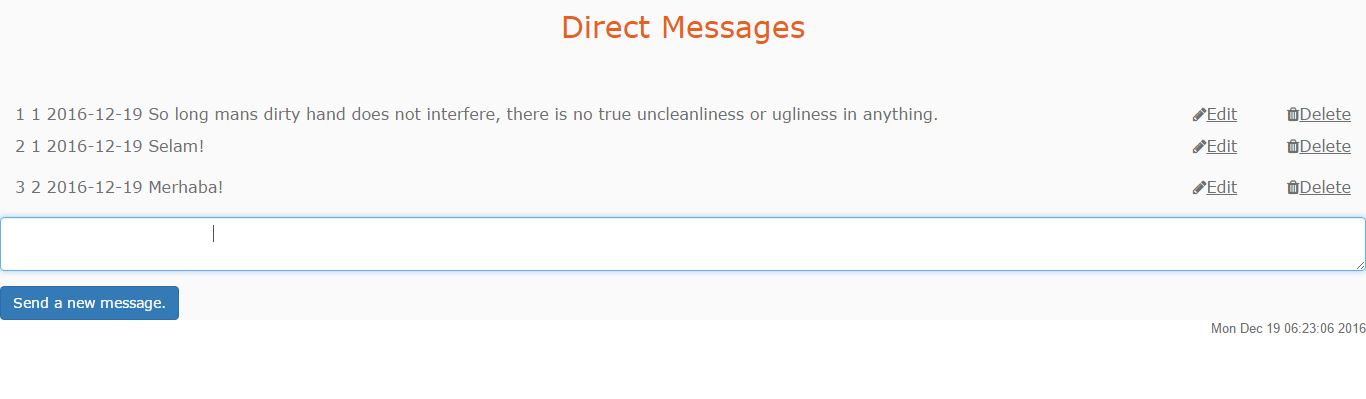 Direct Messages
1 1 2016-12-19 So long mans dirty hand does not interfere, there is no true uncleanliness or ugliness in anything. Edit Delete
2 1 2016-12-19 Selam! Edit Delete
3 2 2016-12-19 Merhaba! Edit Delete
Send a new message.
Mon Dec 19 06:23:06 2016